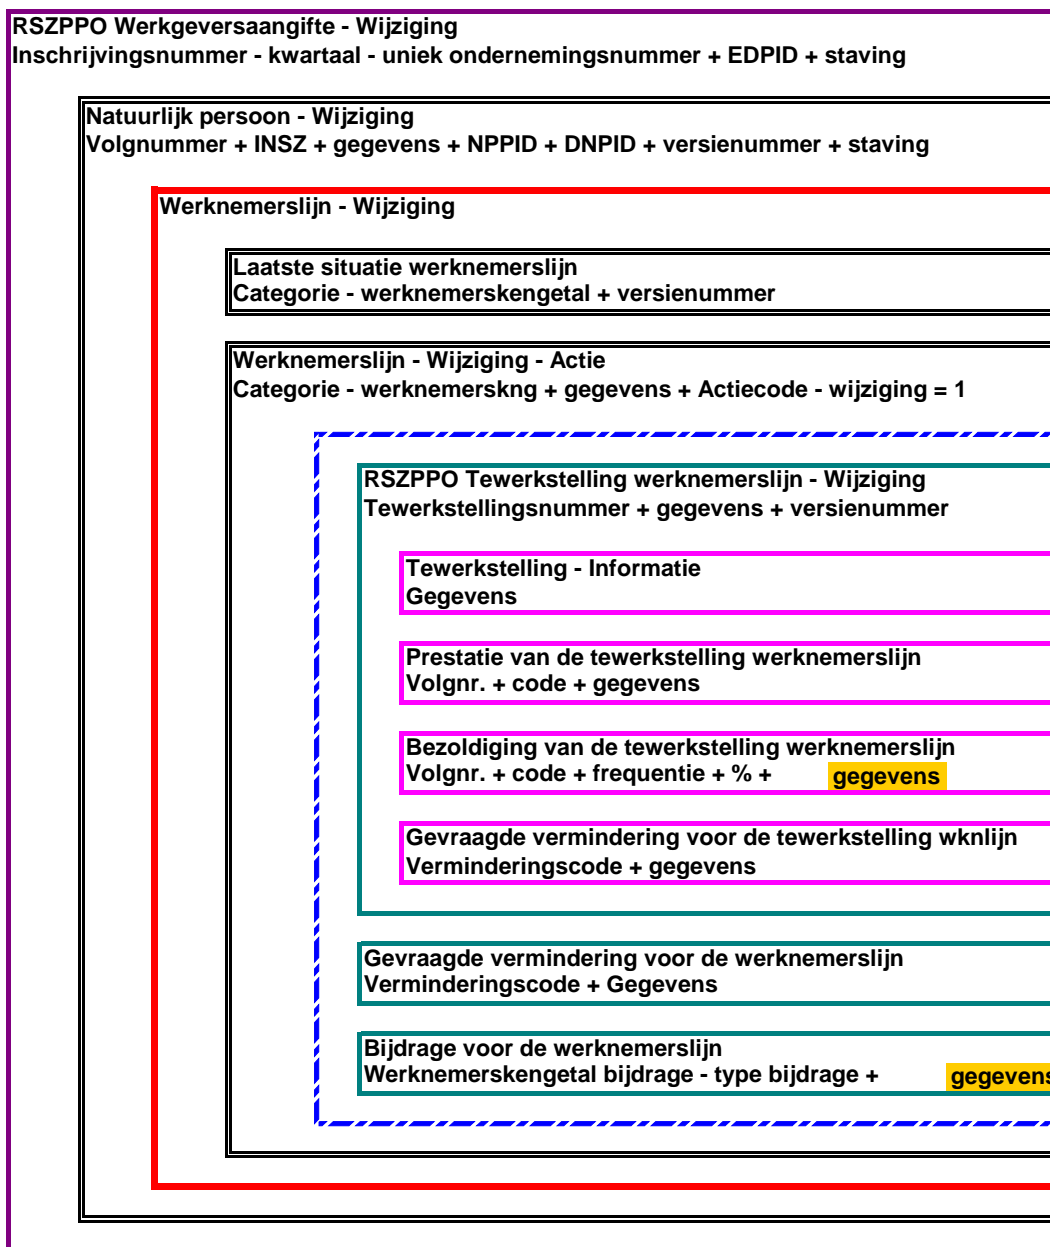 RSZPPO Werkgeversaangifte - Wijziging
Inschrijvingsnummer - kwartaal - uniek ondernemingsnummer + EDPID + staving
Natuurlijk persoon - Wijziging
Volgnummer + INSZ + gegevens + NPPID + DNPID + versienummer + staving
Werknemerslijn - Wijziging
Laatste situatie werknemerslijn
Categorie - werknemerskengetal + versienummer
Werknemerslijn - Wijziging - Actie
Categorie - werknemerskng + gegevens + Actiecode - wijziging = 1
RSZPPO Tewerkstelling werknemerslijn - Wijziging
Tewerkstellingsnummer + gegevens + versienummer
Tewerkstelling - Informatie
Gegevens
Prestatie van de tewerkstelling werknemerslijn
Volgnr. + code + gegevens
Bezoldiging van de tewerkstelling werknemerslijn
Volgnr. + code + frequentie + % + gegevens
Gevraagde vermindering voor de tewerkstelling wknlijn
Verminderingscode + gegevens
Gevraagde vermindering voor de werknemerslijn
Verminderingscode + Gegevens
Bijdrage voor de werknemerslijn
Werknemerskengetal bijdrage - type bijdrage + gegevens